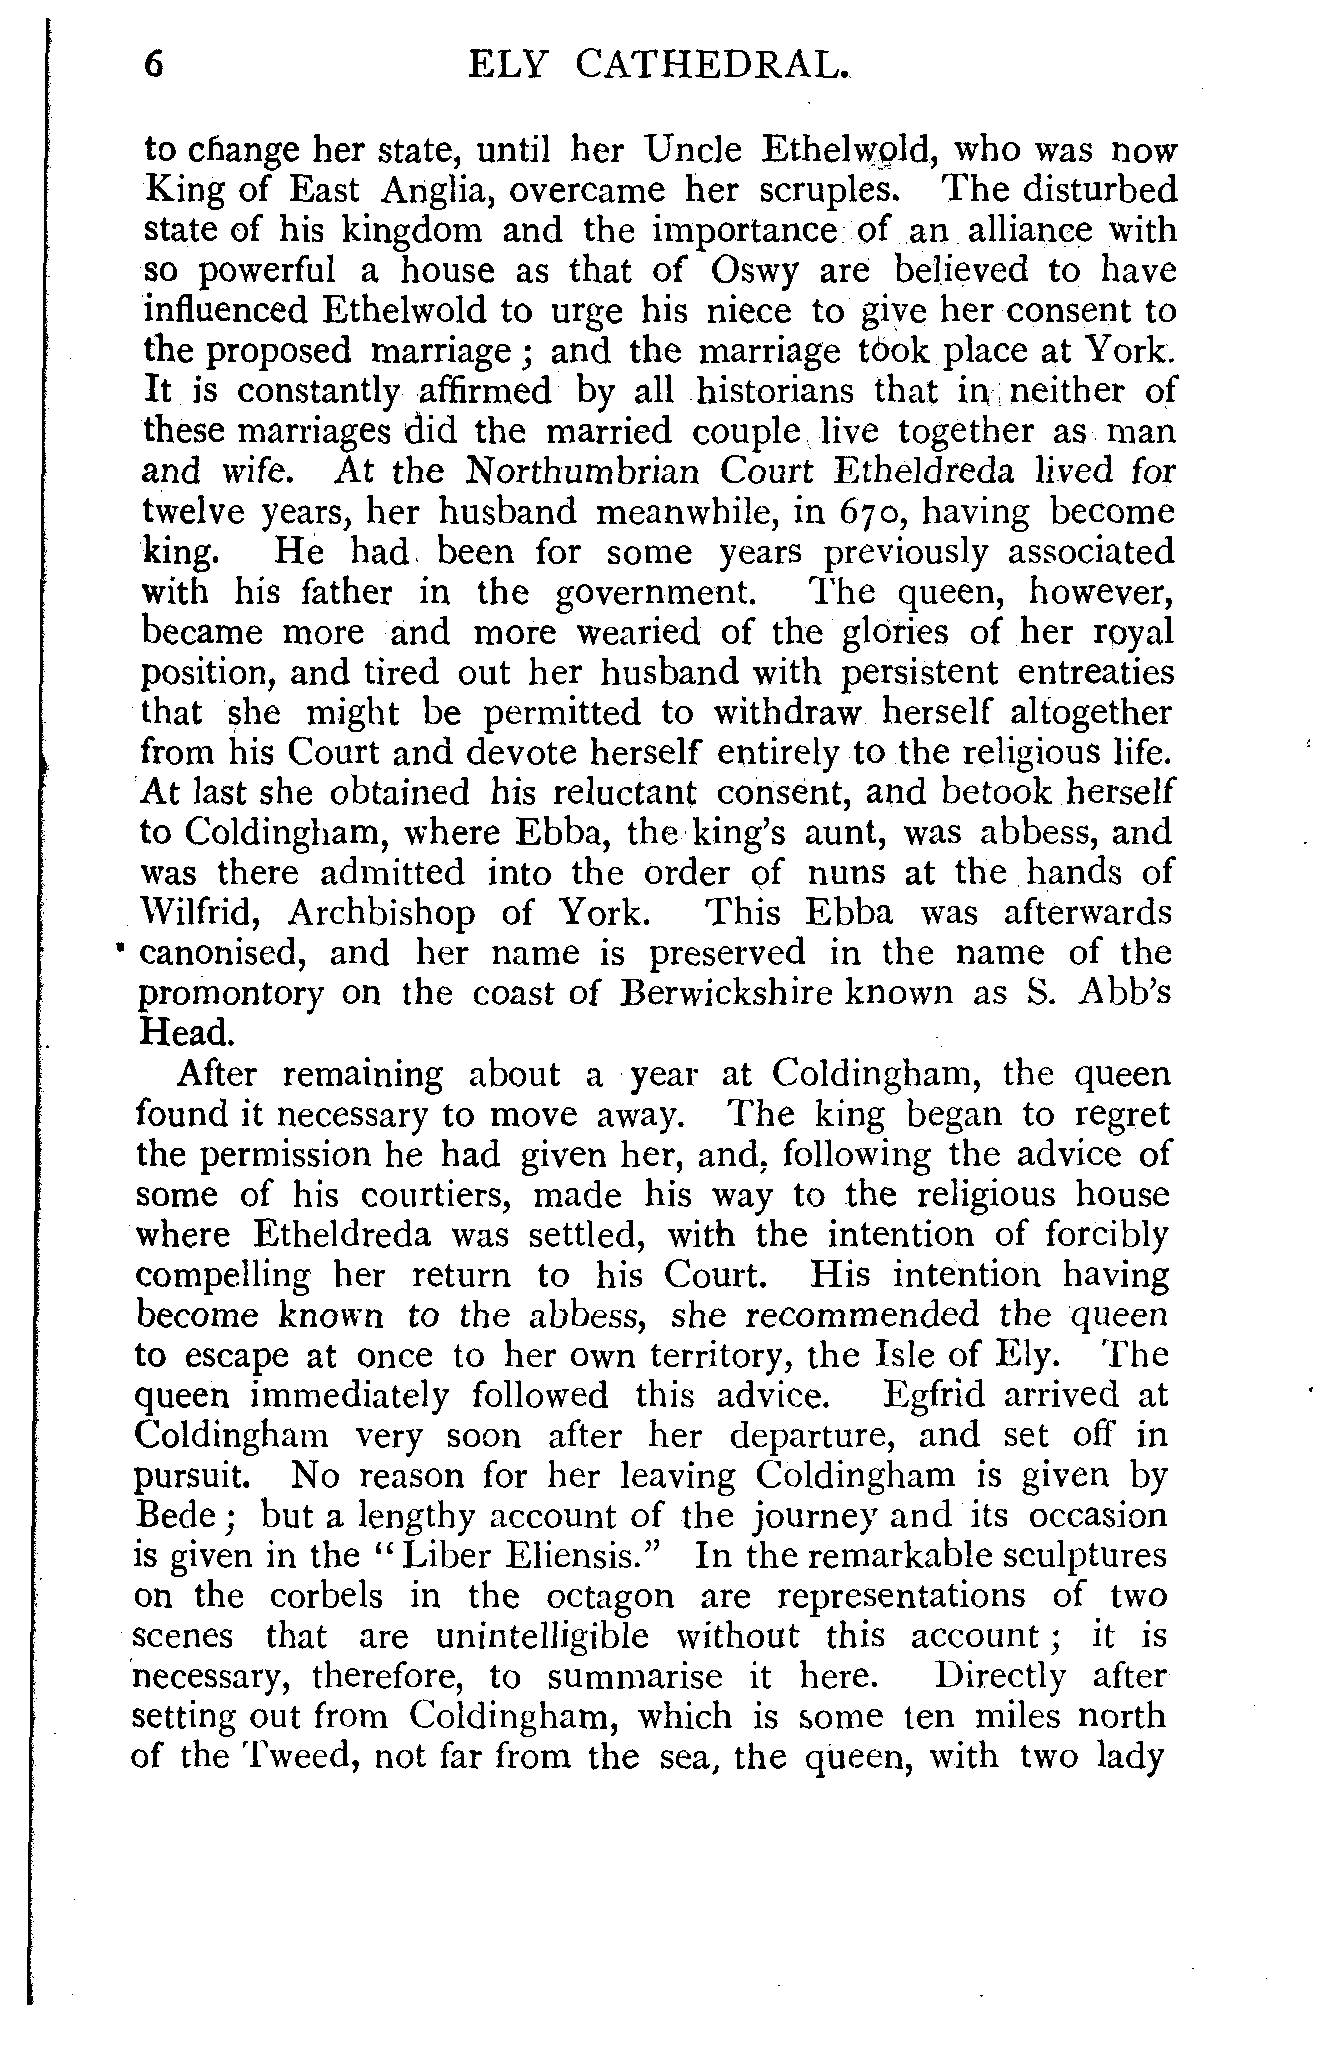 6 ELY CATHEDRAL.
to change her state, until her Uncle Ethelwold, who was now
King of East Anglia, overcame her scruples. The disturbed
state of his kingdom and the importance of an alliance with
so powerful a house as that of Oswy are believed to have
influenced Ethelwold to urge his niece to give her consent to
the proposed marriage ; and the marriage took place at York.
It is constantly affirmed by all historians that in neither of
these marriages did the married couple live together as man
and wife. At the Northumbrian Court Etheldreda lived for
twelve years, her husband meanwhile, in 670, having become
king. He had been for some years previously associated
with his father in the government. The queen, however,
became more and more wearied of the glories of her royal
position, and tired out her husband with persistent entreaties
that she might be permitted to withdraw herself altogether
from his Court and devote herself entirely to the religious life.
At last she obtained his reluctant consent, and betook herself
to Coldingham, where Ebba, the king's aunt, was abbess, and
was there admitted into the order of nuns at the hands of
Wilfrid, Archbishop of York. This Ebba was afterwards
canonised, and her name is preserved in the name of the
promontory on the coast of Berwickshire known as S. Abb's
Head.
After remaining about a year at Coldingham, the queen
found it necessary to move away. The king began to regret
the permission he had given her, and, following the advice of
some of his courtiers, made his way to the religious house
where Etheldreda was settled, with the intention of forcibly
compelling her return to his Court. His intention having
become known to the abbess, she recommended the queen
to escape at once to her own territory, the Isle of Ely. The
queen immediately followed this advice. Egfrid arrived at
Coldingham very soon after her departure, and set off in
pursuit. No reason for her leaving Coldingham is given by
Bede ; but a lengthy account of the journey and its occasion
is given in the "Liber Eliensis." In the remarkable sculptures
on the corbels in the octagon are representations of two
scenes that are unintelligible without this account ; it is
necessary, therefore, to summarise it here. Directly after
setting out from Coldingham, which is some ten miles north
of the Tweed, not far from the sea, the queen, with two lady